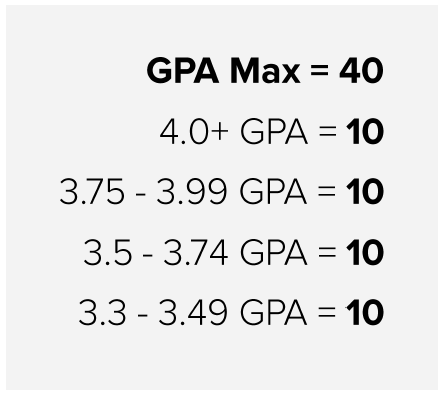 GPA Max = 40
4.0+ GPA = 10
3.75 - 3.99 GPA = 10
3.5 - 3.74 GPA = 10
3.3 - 3.49 GPA = 10